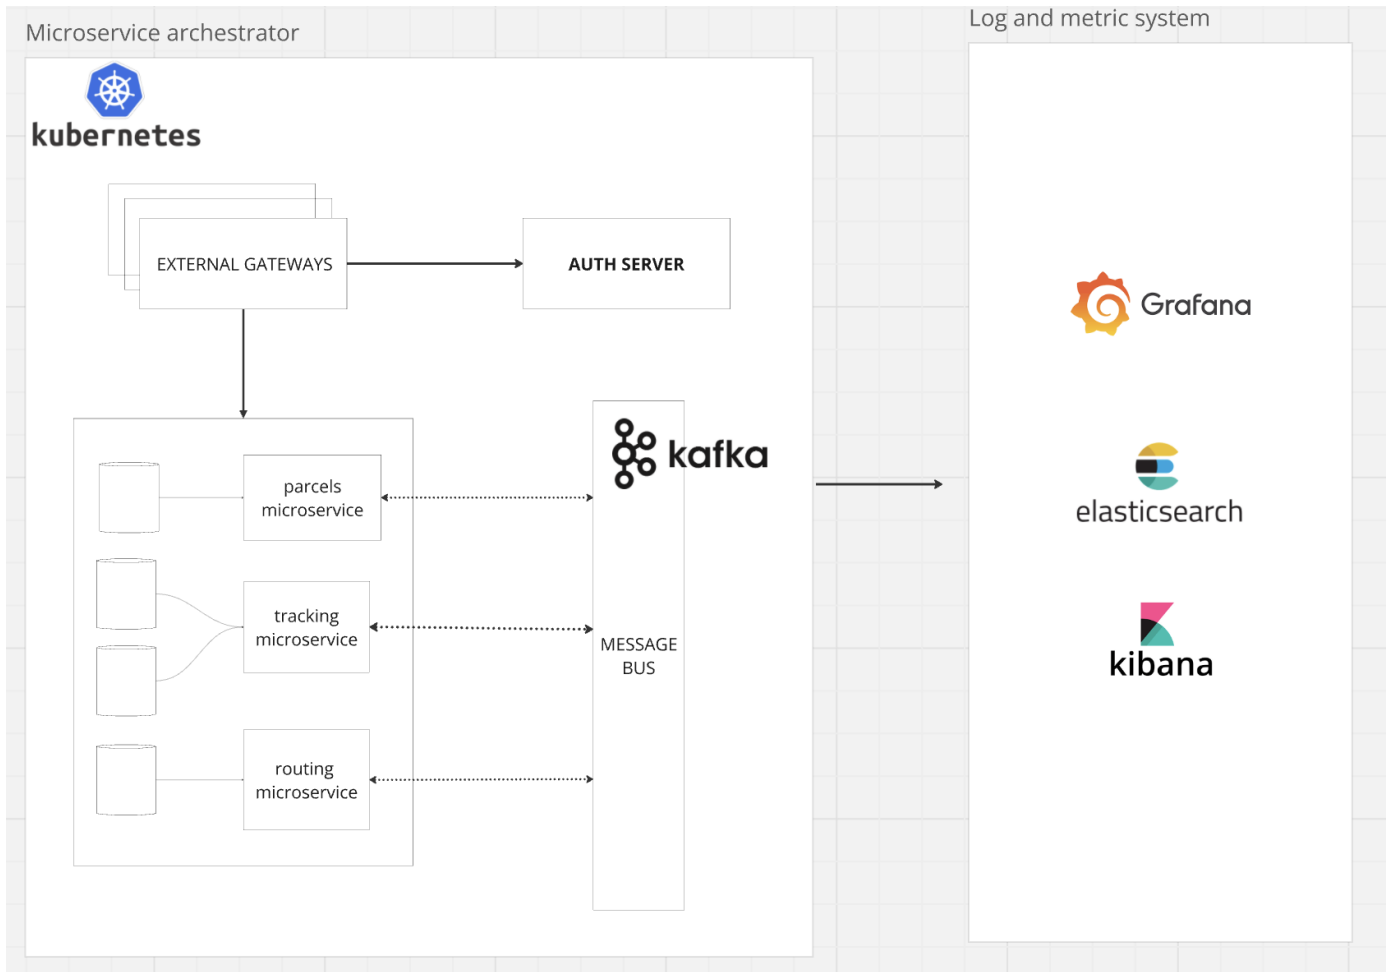 Microservice archestrator
Log and metric system
kubernetes
EXTERNAL GATEWAYS
AUTH SERVER
Grafana
kafka
parcels
microservice
elasticsearch
tracking
microservice
MESSAGE
BUS
kibana
routing
microservice